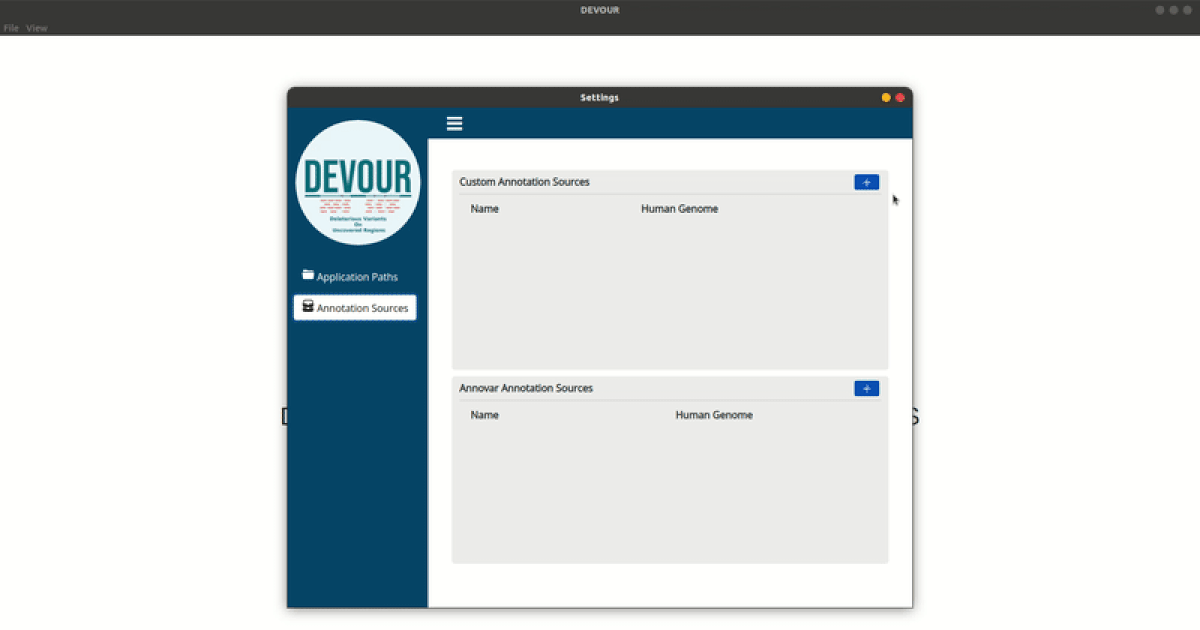 DEVOUR
File View
Settings
DEVOUR
Deleterious Variants
On
Uncovered Regions
Application Paths
Annotation Sources
Custom Annotation Sources
+
Name Human Genome
Annovar Annotation Sources
+
Name Human Genome